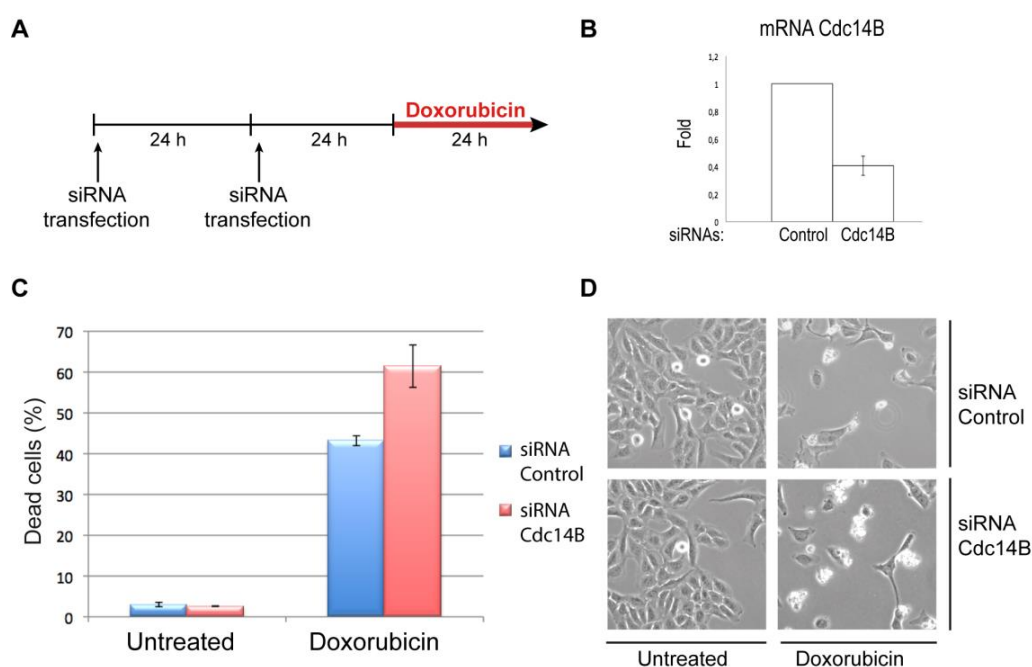 A
Doxorubicin
24 h
24 h
24 h
siRNA
transfection
siRNA
transfection
B
mRNA Cdc14B
1,2
1
0,8
0,6
0,4
0,2
0
Fold
siRNAs:
Control
Cdc14B
C
70
60
50
40
30
20
10
0
Dead cells (%)
Untreated
Doxorubicin
siRNA
Control
siRNA
Cdc14B
D
siRNA
Control
siRNA
Cdc14B
Untreated
Doxorubicin